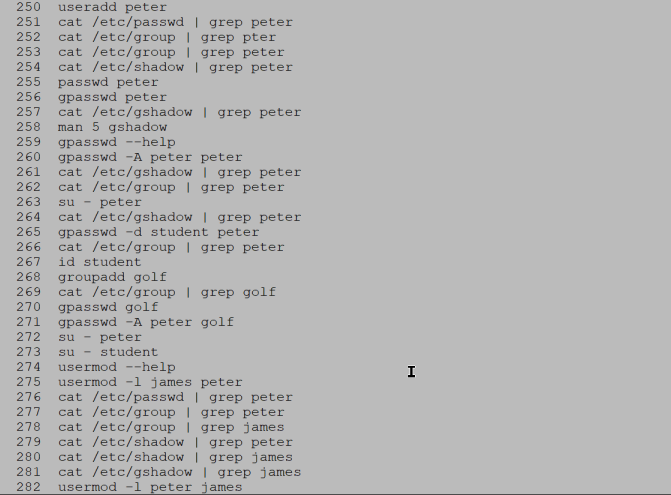 250 useradd peter
251 cat /etc/passwd | grep peter
252 cat /etc/group | grep pter
253 cat /etc/group | grep peter
254 cat /etc/shadow | grep peter
255 passwd peter
256 gpasswd peter
257 cat /etc/gshadow | grep peter
258 man 5 gshadow
259 gpasswd --help
260 gpasswd -A peter peter
261 cat /etc/gshadow | grep peter
262 cat /etc/group | grep peter
263 su - peter
264 cat /etc/gshadow | grep peter
265 gpasswd -d student peter
266 cat /etc/group | grep peter
267 id student
268 groupadd golf
269 cat /etc/group | grep golf
270 gpasswd golf
271 gpasswd -A peter golf
272 su - peter
273 su - student
274 usermod --help
275 usermod -l james peter
276 cat /etc/passwd | grep peter
277 cat /etc/group | grep peter
278 cat /etc/group | grep james
279 cat /etc/shadow | grep peter
280 cat /etc/shadow | grep james
281 cat /etc/gshadow | grep james
282 usermod -l peter james